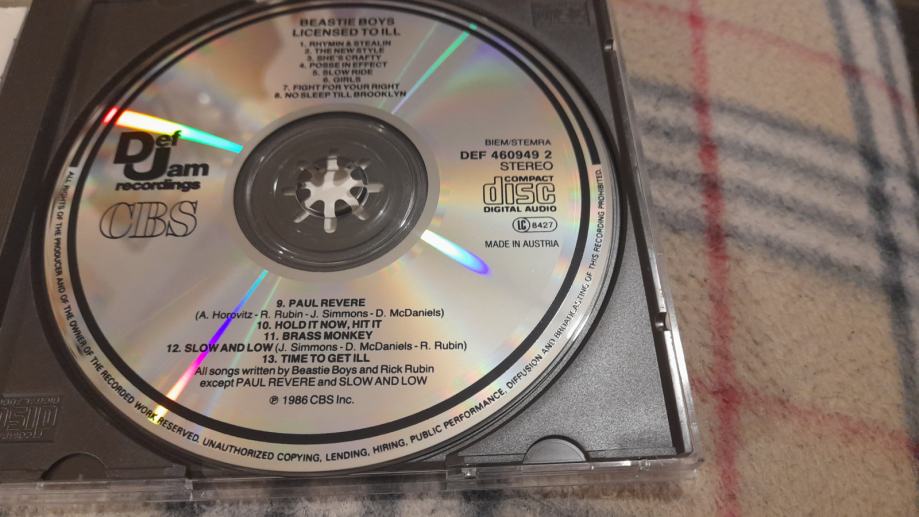 BEASTIE BOYS
LICENSED TO ILL
1. RHYMIN & STEALIN
2. THE NEW STYLE
3. SHE'S CRAFTY
4. POSSE IN EFFECT
5. SLOW RIDE
6. GIRLS
7. FIGHT FOR YOUR RIGHT
8. NO SLEEP TILL BROOKLYN
Def Jam
recordings
CBS
BIEM/STEMRA
DEF 460949 2
STEREO
COMPACT
disc
DIGITAL AUDIO
LC 8427
MADE IN AUSTRIA
9. PAUL REVERE
(A. Horovitz - R. Rubin - J. Simmons - D. McDaniels)
10. HOLD IT NOW, HIT IT
11. BRASS MONKEY
12. SLOW AND LOW (J. Simmons - D. McDaniels - R. Rubin)
13. TIME TO GET ILL
All songs written by Beastie Boys and Rick Rubin
except PAUL REVERE and SLOW AND LOW
℗ 1986 CBS Inc.
ALL RIGHTS OF THE PRODUCER AND OF THE OWNER OF THE RECORDED WORK RESERVED. UNAUTHORIZED COPYING, LENDING, HIRING, PUBLIC PERFORMANCE, DIFFUSION AND BROADCASTING OF THIS RECORDING PROHIBITED.